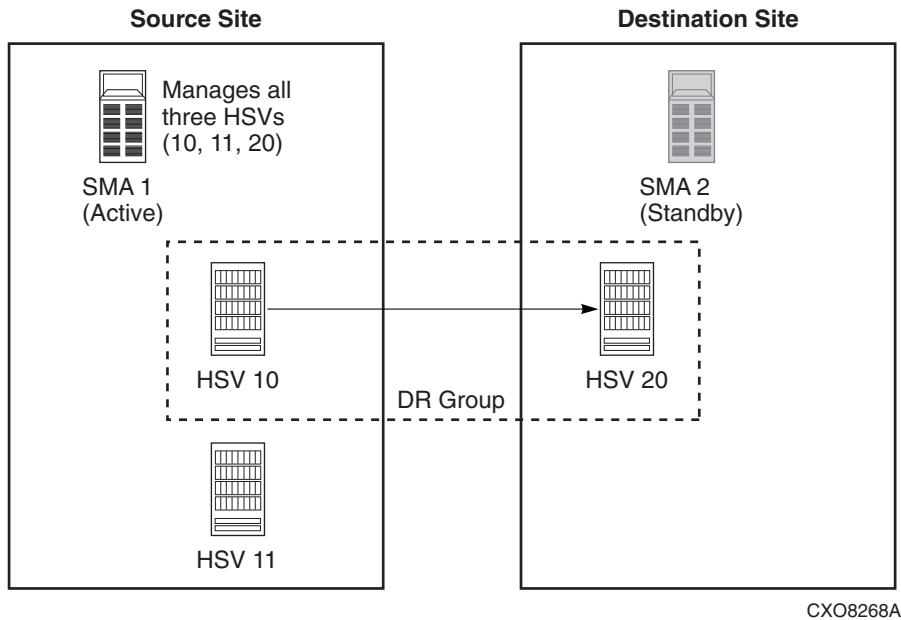 Source Site
Destination Site
Manages all
three HSVs
(10, 11, 20)
SMA 1
(Active)
SMA 2
(Standby)
HSV 10
HSV 20
DR Group
HSV 11
CXO8268A